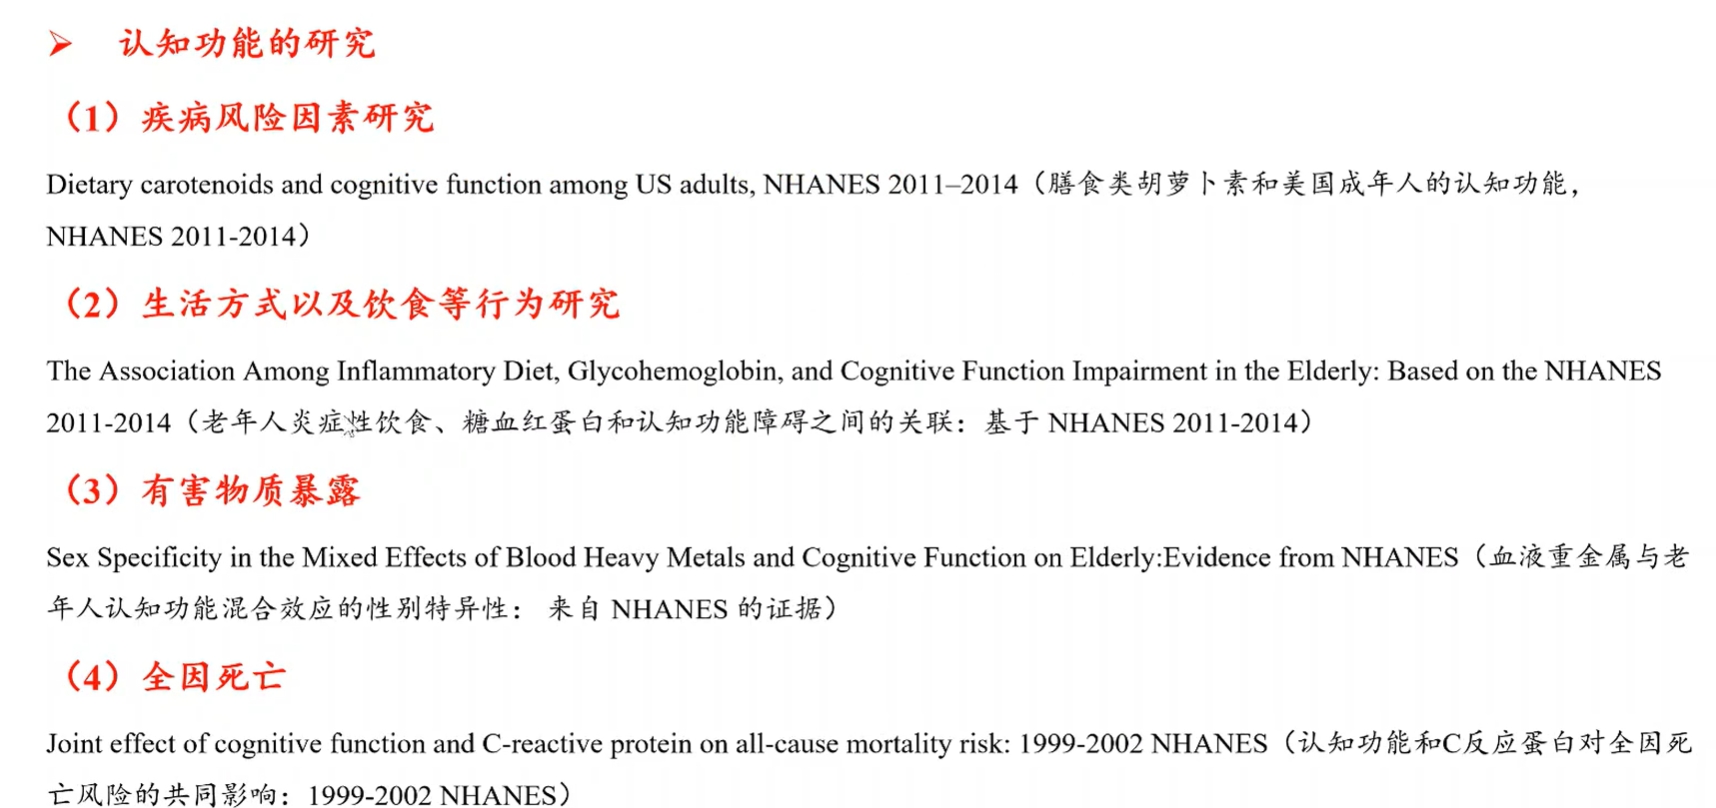 ➢ 认知功能的研究
（1）疾病风险因素研究
Dietary carotenoids and cognitive function among US adults, NHANES 2011–2014（膳食类胡萝卜素和美国成年人的认知功能，
NHANES 2011-2014）
（2）生活方式以及饮食等行为研究
The Association Among Inflammatory Diet, Glycohemoglobin, and Cognitive Function Impairment in the Elderly: Based on the NHANES
2011-2014（老年人炎症性饮食、糖血红蛋白和认知功能障碍之间的关联：基于 NHANES 2011-2014）
（3）有害物质暴露
Sex Specificity in the Mixed Effects of Blood Heavy Metals and Cognitive Function on Elderly:Evidence from NHANES（血液重金属与老
年人认知功能混合效应的性别特异性： 来自 NHANES 的证据）
（4）全因死亡
Joint effect of cognitive function and C-reactive protein on all-cause mortality risk: 1999-2002 NHANES（认知功能和C反应蛋白对全因死
亡风险的共同影响：1999-2002 NHANES）